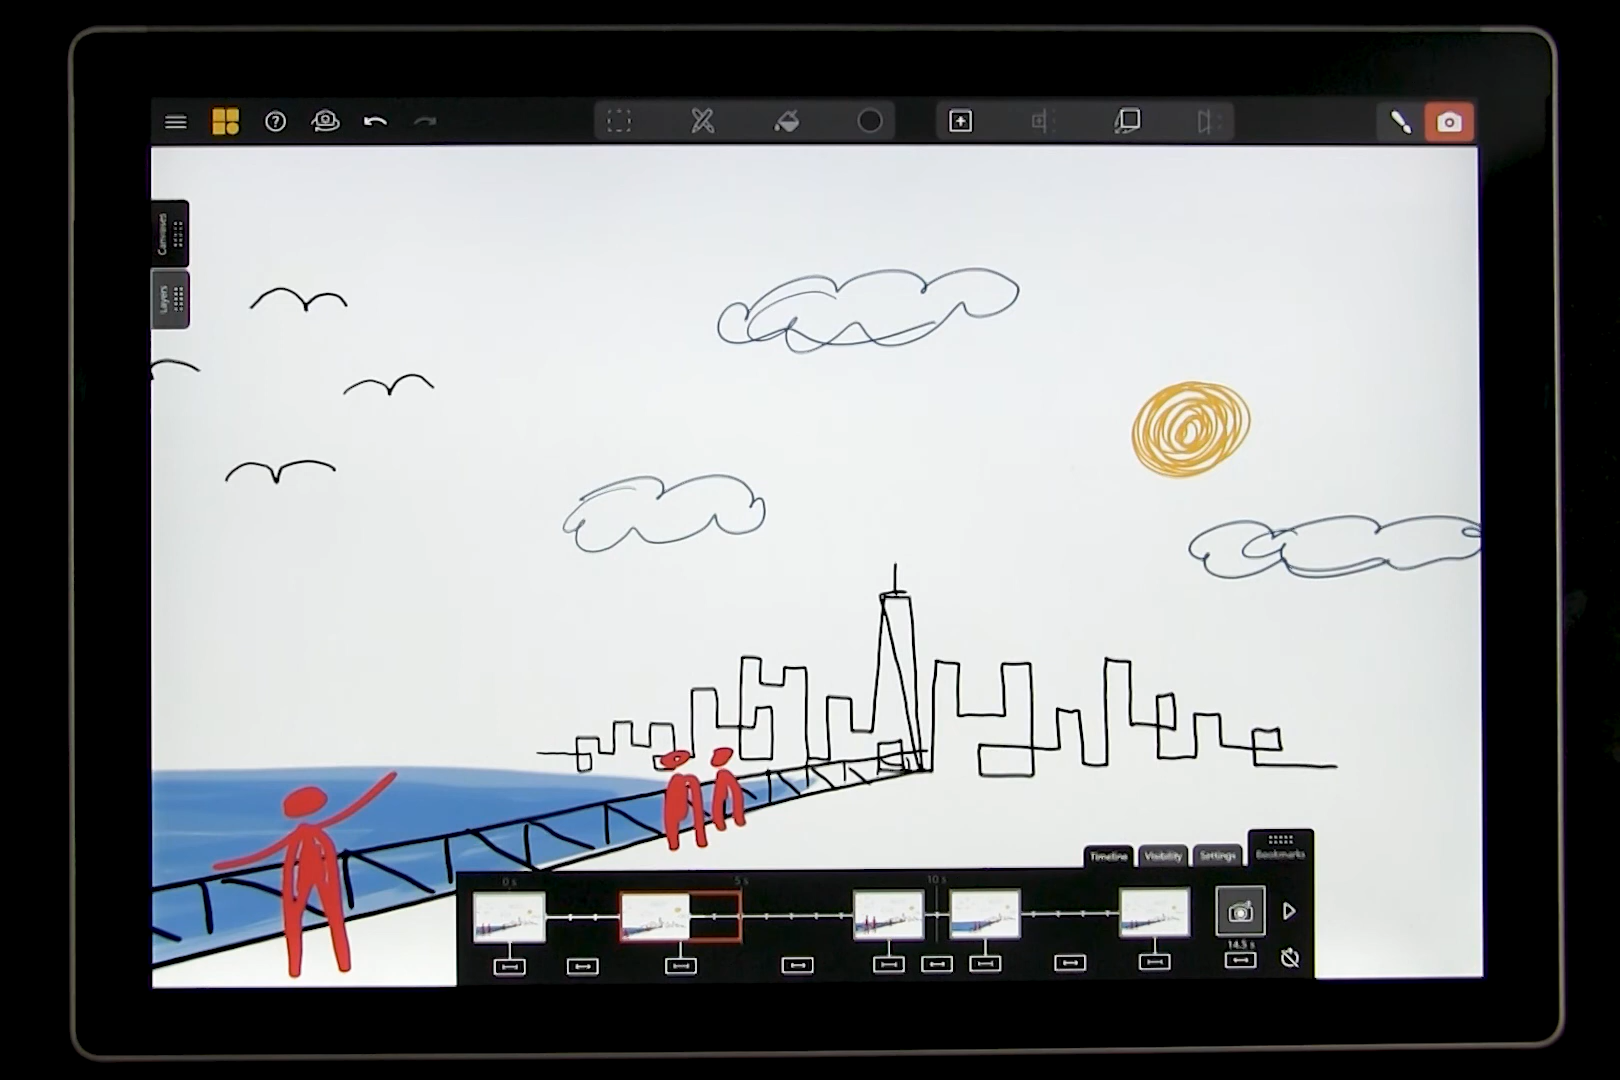 ?
Canvases
Layers
Timeline
Visibility
Settings
Bookmarks
0 s
5 s
10 s
14.5 s